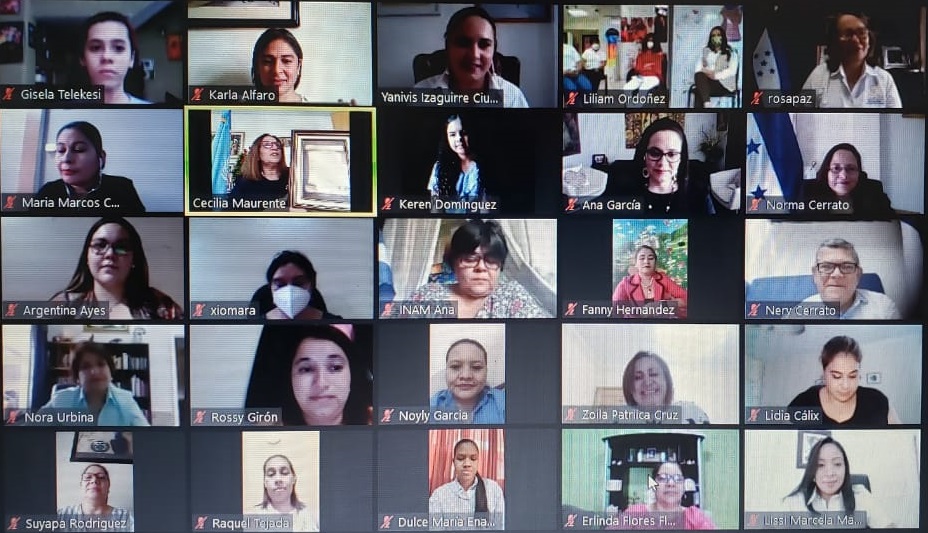 Gisela Telekesi
Karla Alfaro
Yanivis Izaguirre Ciu...
Liliam Ordoñez
rosapaz
Maria Marcos C...
Cecilia Maurente
Keren Dominguez
Ana García
Norma Cerrato
Argentina Ayes
xiomara
INAM Ana
Fanny Hernandez
Nery Cerrato
Nora Urbina
Rossy Girón
Noyly Garcia
Zoila Patriica Cruz
Lidia Cálix
Suyapa Rodriguez
Raquel Tejada
Dulce Maria Ena...
Erlinda Flores Fl...
Lissi Marcela Ma...